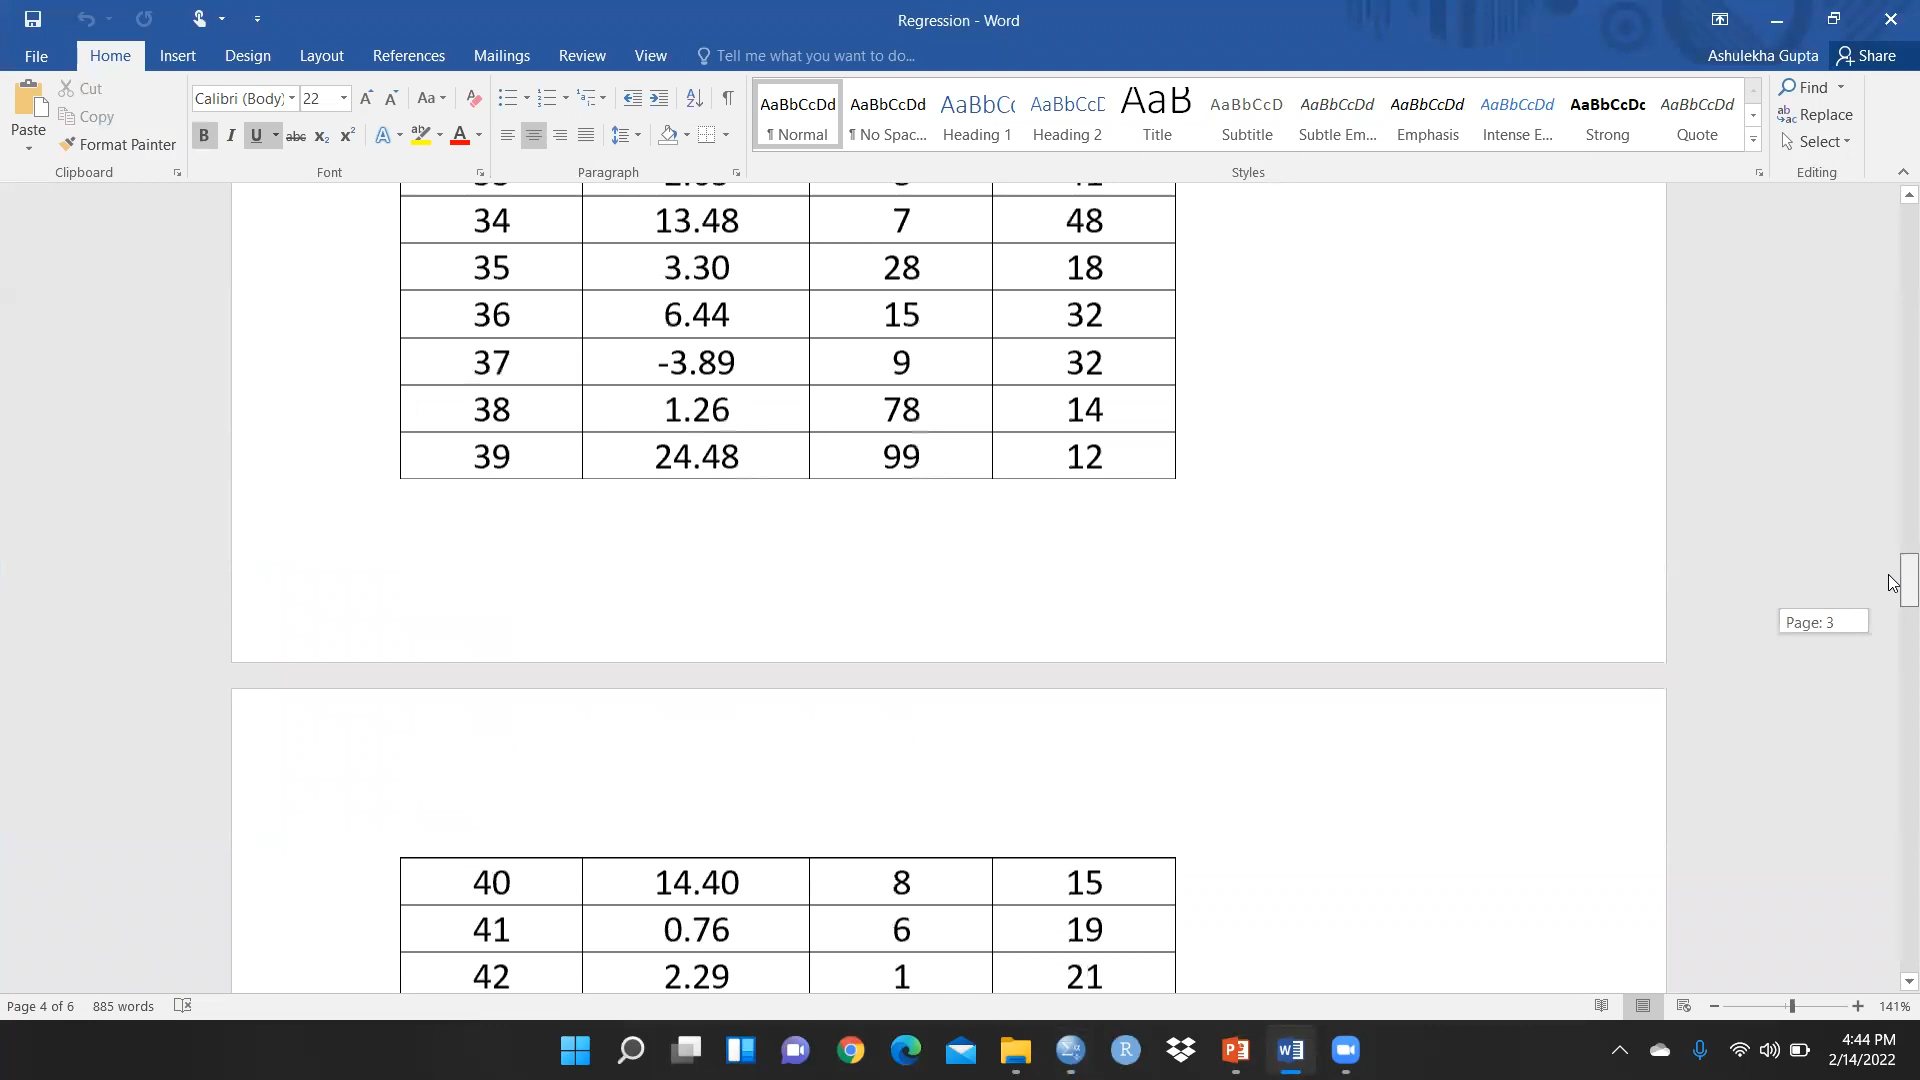 Regression - Word
File Home Insert Design Layout References Mailings Review View Tell me what you want to do... Ashulekha Gupta Share
Paste Cut Copy Format Painter Clipboard
Calibri (Body) 22 Font
Paragraph
AaBbCcDd AaBbCcDd AaBbCc AaBbCcD AaB AaBbCcD AaBbCcDd AaBbCcDd AaBbCcDd AaBbCcDc AaBbCcDd
¶ Normal ¶ No Spac... Heading 1 Heading 2 Title Subtitle Subtle Em... Emphasis Intense E... Strong Quote
Styles
Find
Replace
Select
Editing
34 13.48 7 48
35 3.30 28 18
36 6.44 15 32
37 -3.89 9 32
38 1.26 78 14
39 24.48 99 12
Page: 3
40 14.40 8 15
41 0.76 6 19
42 2.29 1 21
Page 4 of 6 885 words 141%
4:44 PM
2/14/2022